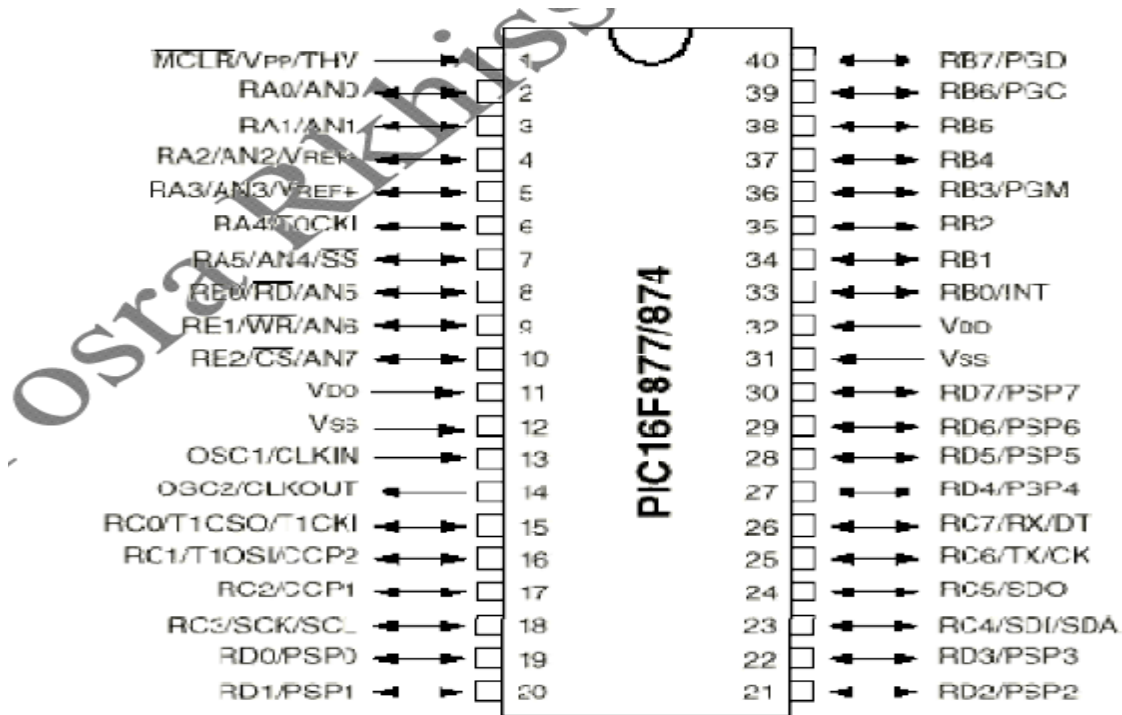 MCLR/VPP/THV 1 40 RB7/PGD
RA0/AN0 2 39 RB6/PGC
RA1/AN1 3 38 RB5
RA2/AN2/VREF- 4 37 RB4
RA3/AN3/VREF+ 5 36 RB3/PGM
RA4/T0CKI 6 35 RB2
RA5/AN4/SS 7 34 RB1
RE0/RD/AN5 8 33 RB0/INT
RE1/WR/AN6 9 32 VDD
RE2/CS/AN7 10 31 VSS
VDD 11 30 RD7/PSP7
VSS 12 29 RD6/PSP6
OSC1/CLKIN 13 28 RD5/PSP5
OSC2/CLKOUT 14 27 RD4/PSP4
RC0/T1OSO/T1CKI 15 26 RC7/RX/DT
RC1/T1OSI/CCP2 16 25 RC6/TX/CK
RC2/CCP1 17 24 RC5/SDO
RC3/SCK/SCL 18 23 RC4/SDI/SDA
RD0/PSP0 19 22 RD3/PSP3
RD1/PSP1 20 21 RD2/PSP2
PIC16F877/874
Osra Rkhiss